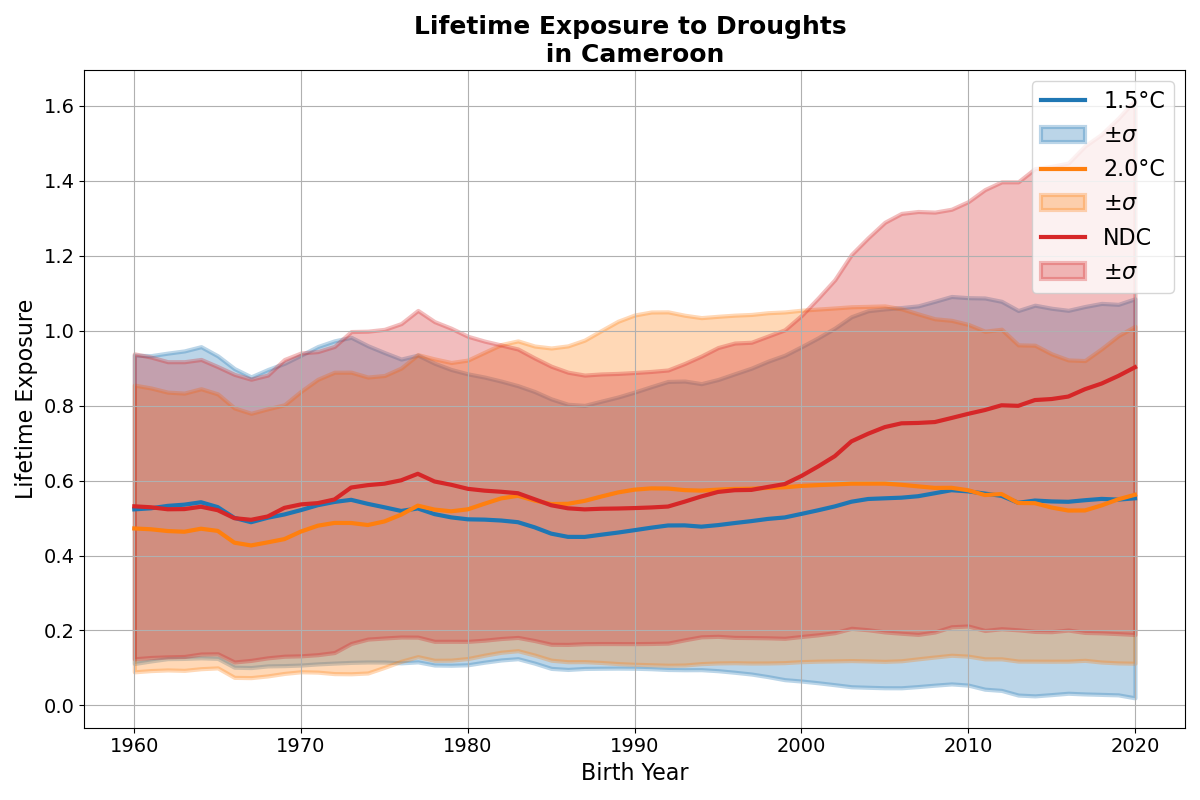 Lifetime Exposure to Droughts
in Cameroon
1.5°C
±σ
2.0°C
±σ
NDC
±σ
Lifetime Exposure
1.6
1.4
1.2
1.0
0.8
0.6
0.4
0.2
0.0
1960 1970 1980 1990 2000 2010 2020
Birth Year